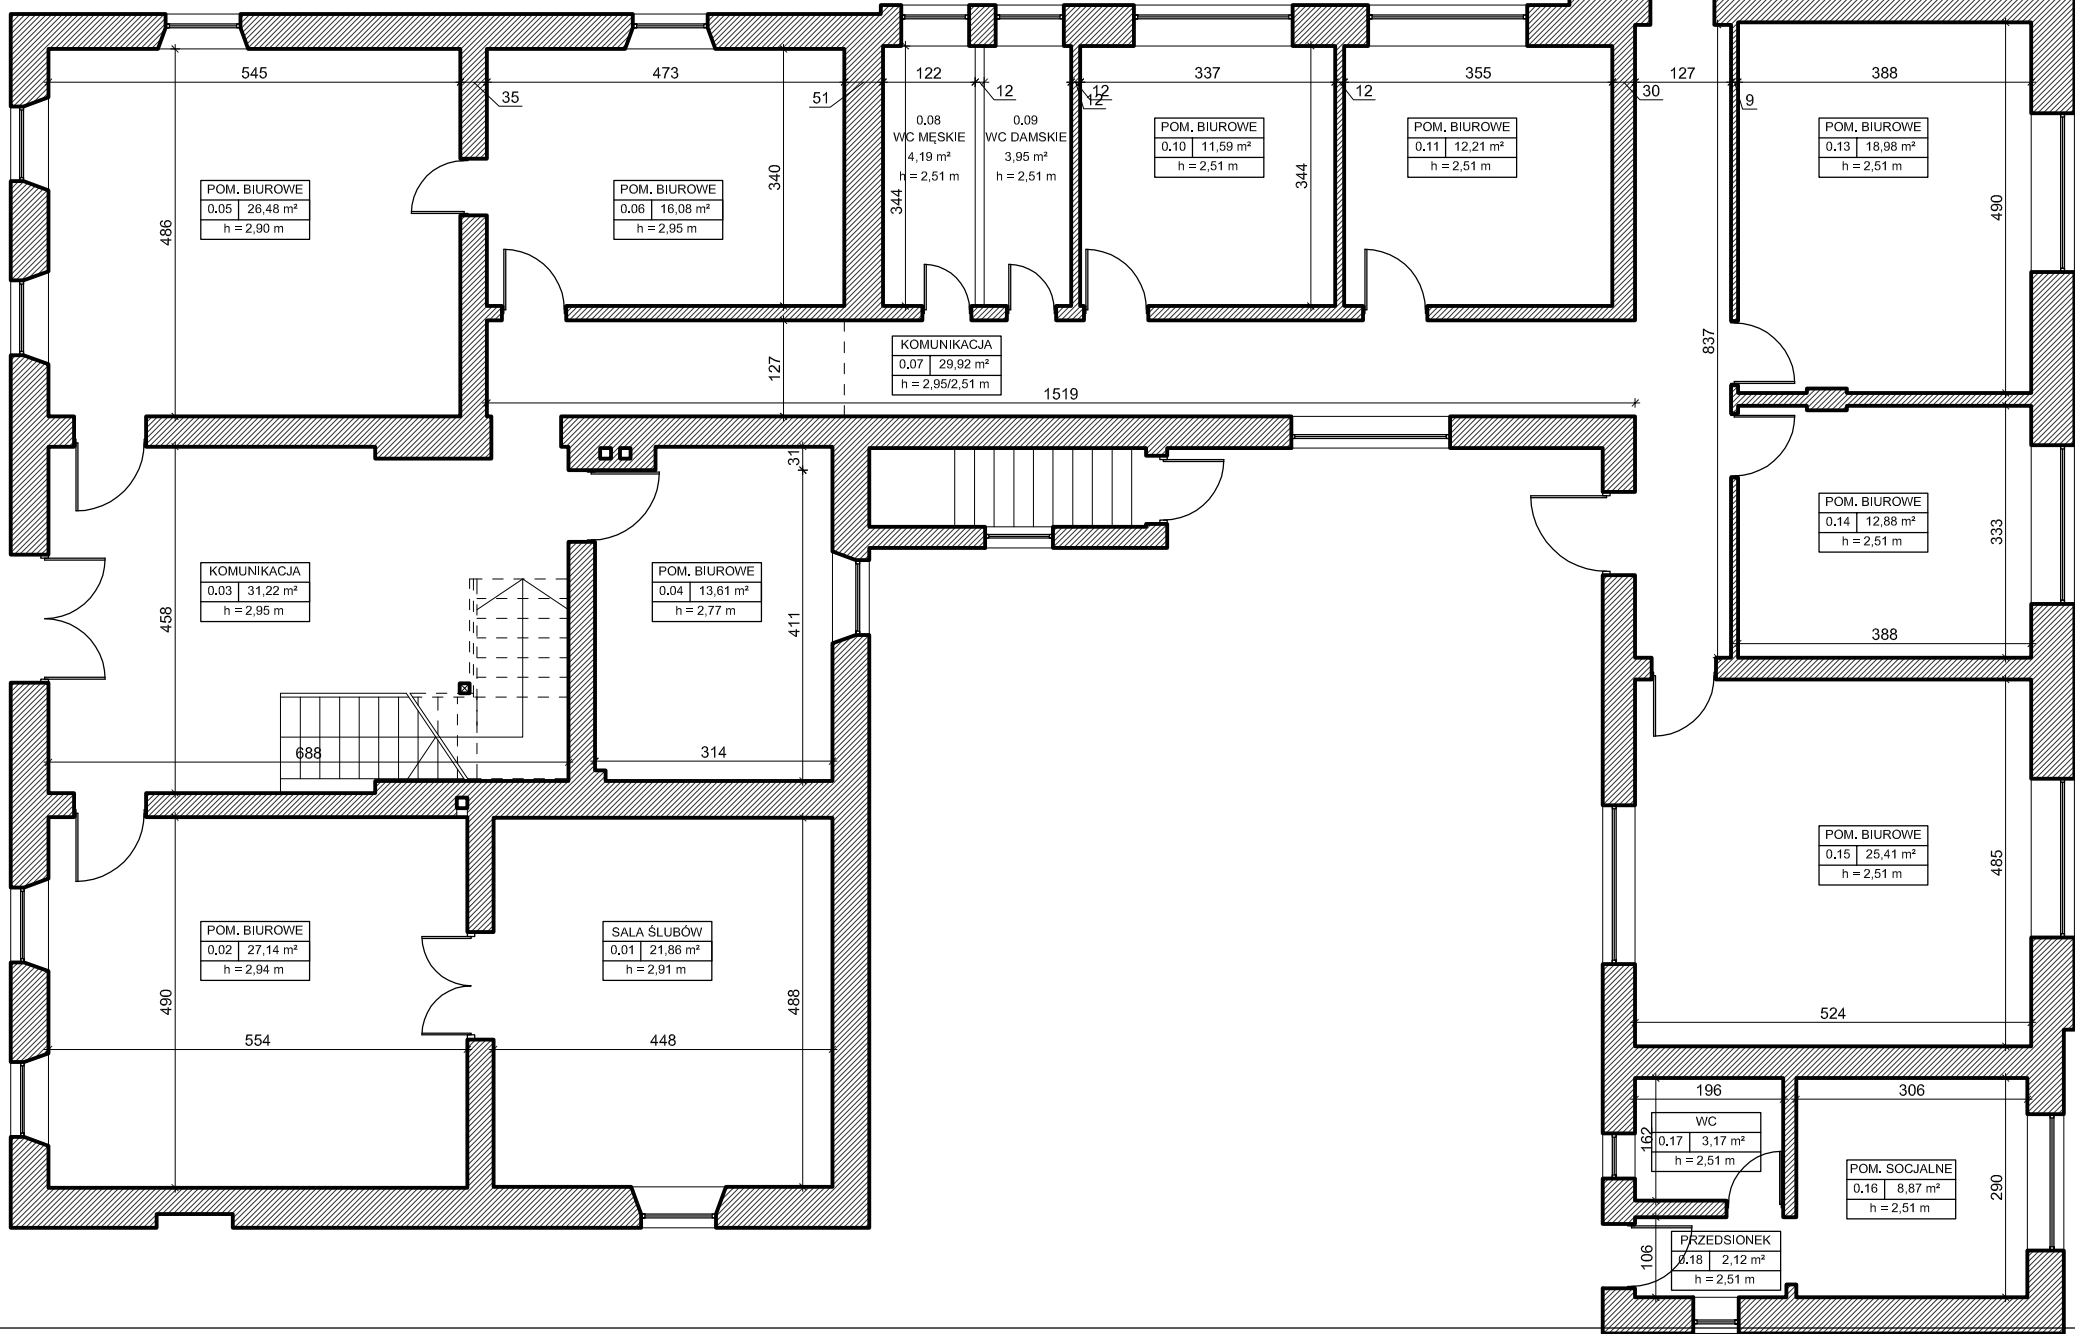 545
35
473
51
122
12
12
12
337
12
355
30
127
9
388
POM. BIUROWE
0.05 26,48 m²
h = 2,90 m
486
POM. BIUROWE
0.06 16,08 m²
h = 2,95 m
340
0.08
WC MĘSKIE
4,19 m²
h = 2,51 m
344
0.09
WC DAMSKIE
3,95 m²
h = 2,51 m
POM. BIUROWE
0.10 11,59 m²
h = 2,51 m
344
POM. BIUROWE
0.11 12,21 m²
h = 2,51 m
POM. BIUROWE
0.13 18,98 m²
h = 2,51 m
490
127
KOMUNIKACJA
0.07 29,92 m²
h = 2,95/2,51 m
1519
837
31
KOMUNIKACJA
0.03 31,22 m²
h = 2,95 m
458
688
POM. BIUROWE
0.04 13,61 m²
h = 2,77 m
411
314
POM. BIUROWE
0.14 12,88 m²
h = 2,51 m
333
388
POM. BIUROWE
0.15 25,41 m²
h = 2,51 m
485
524
POM. BIUROWE
0.02 27,14 m²
h = 2,94 m
490
554
SALA ŚLUBÓW
0.01 21,86 m²
h = 2,91 m
488
448
196
306
WC
0.17 3,17 m²
h = 2,51 m
162
POM. SOCJALNE
0.16 8,87 m²
h = 2,51 m
290
PRZEDSIONEK
0.18 2,12 m²
h = 2,51 m
106